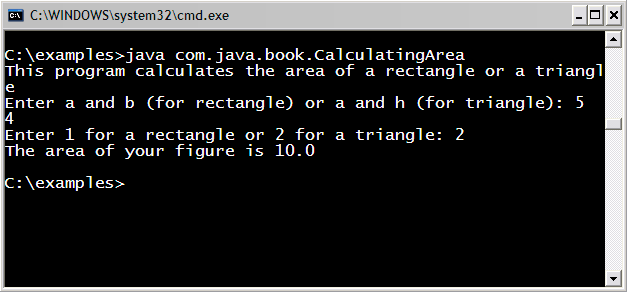 C:\WINDOWS\system32\cmd.exe
C:\examples>java com.java.book.CalculatingArea
This program calculates the area of a rectangle or a triangl
e
Enter a and b (for rectangle) or a and h (for triangle): 5
4
Enter 1 for a rectangle or 2 for a triangle: 2
The area of your figure is 10.0
C:\examples>